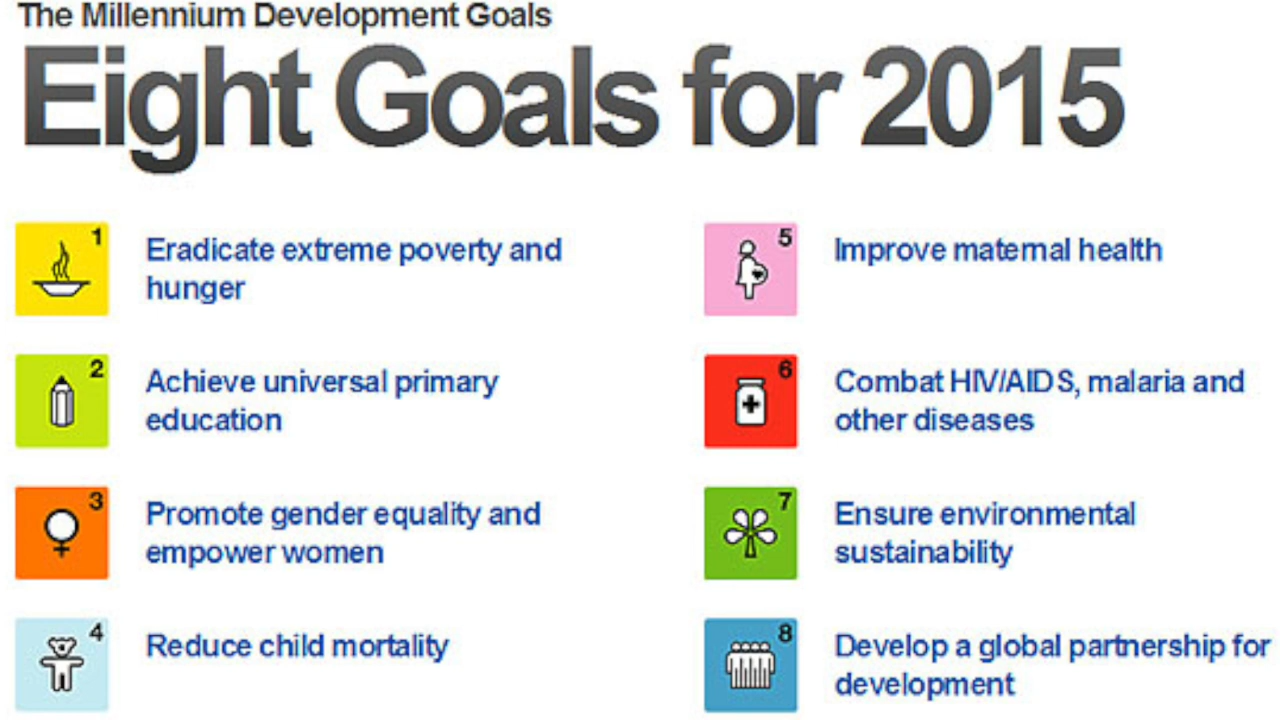 The Millennium Development Goals
Eight Goals for 2015
1
Eradicate extreme poverty and
hunger
2
Achieve universal primary
education
3
Promote gender equality and
empower women
4
Reduce child mortality
5
Improve maternal health
6
Combat HIV/AIDS, malaria and
other diseases
7
Ensure environmental
sustainability
8
Develop a global partnership for
development